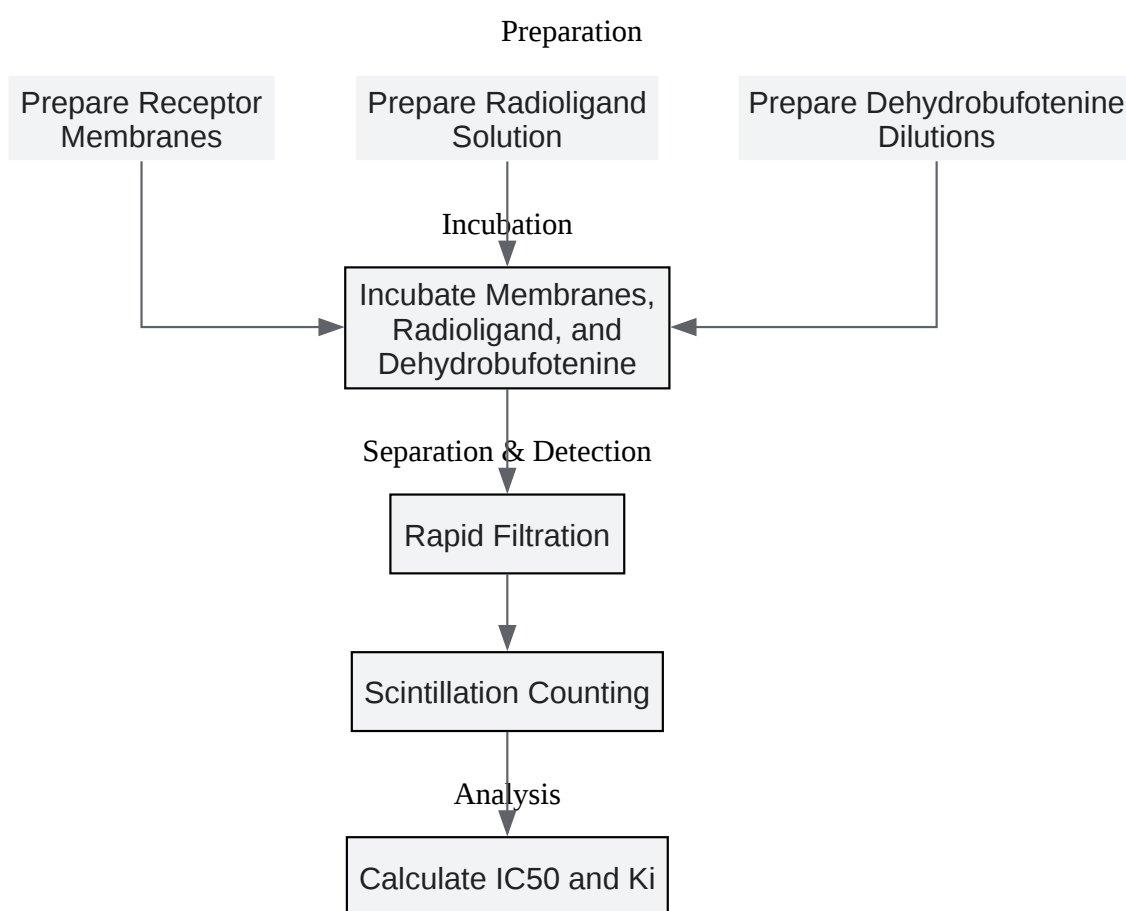 Preparation
Prepare Receptor
Membranes
Prepare Radioligand
Solution
Prepare Dehydrobufotenine
Dilutions
Incubation
Incubate Membranes,
Radioligand, and
Dehydrobufotenine
Separation & Detection
Rapid Filtration
Scintillation Counting
Analysis
Calculate IC50 and Ki